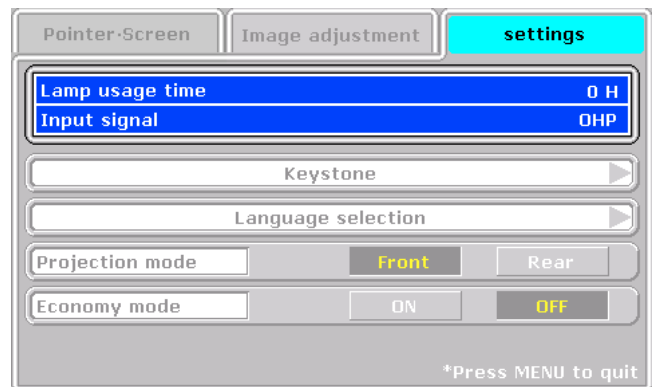 Pointer·Screen Image adjustment settings
Lamp usage time 0 H
Input signal OHP
Keystone
Language selection
Projection mode Front Rear
Economy mode ON OFF
*Press MENU to quit